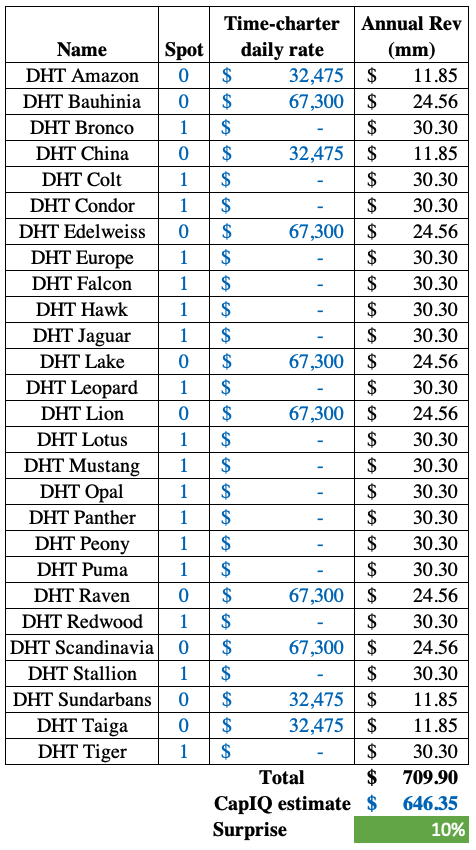 Name Spot Time-charter daily rate Annual Rev (mm)
DHT Amazon 0 $ 32,475 $ 11.85
DHT Bauhinia 0 $ 67,300 $ 24.56
DHT Bronco 1 $ - $ 30.30
DHT China 0 $ 32,475 $ 11.85
DHT Colt 1 $ - $ 30.30
DHT Condor 1 $ - $ 30.30
DHT Edelweiss 0 $ 67,300 $ 24.56
DHT Europe 1 $ - $ 30.30
DHT Falcon 1 $ - $ 30.30
DHT Hawk 1 $ - $ 30.30
DHT Jaguar 1 $ - $ 30.30
DHT Lake 0 $ 67,300 $ 24.56
DHT Leopard 1 $ - $ 30.30
DHT Lion 0 $ 67,300 $ 24.56
DHT Lotus 1 $ - $ 30.30
DHT Mustang 1 $ - $ 30.30
DHT Opal 1 $ - $ 30.30
DHT Panther 1 $ - $ 30.30
DHT Peony 1 $ - $ 30.30
DHT Puma 1 $ - $ 30.30
DHT Raven 0 $ 67,300 $ 24.56
DHT Redwood 1 $ - $ 30.30
DHT Scandinavia 0 $ 67,300 $ 24.56
DHT Stallion 1 $ - $ 30.30
DHT Sundarbans 0 $ 32,475 $ 11.85
DHT Taiga 0 $ 32,475 $ 11.85
DHT Tiger 1 $ - $ 30.30
Total $ 709.90
CapIQ estimate $ 646.35
Surprise 10%